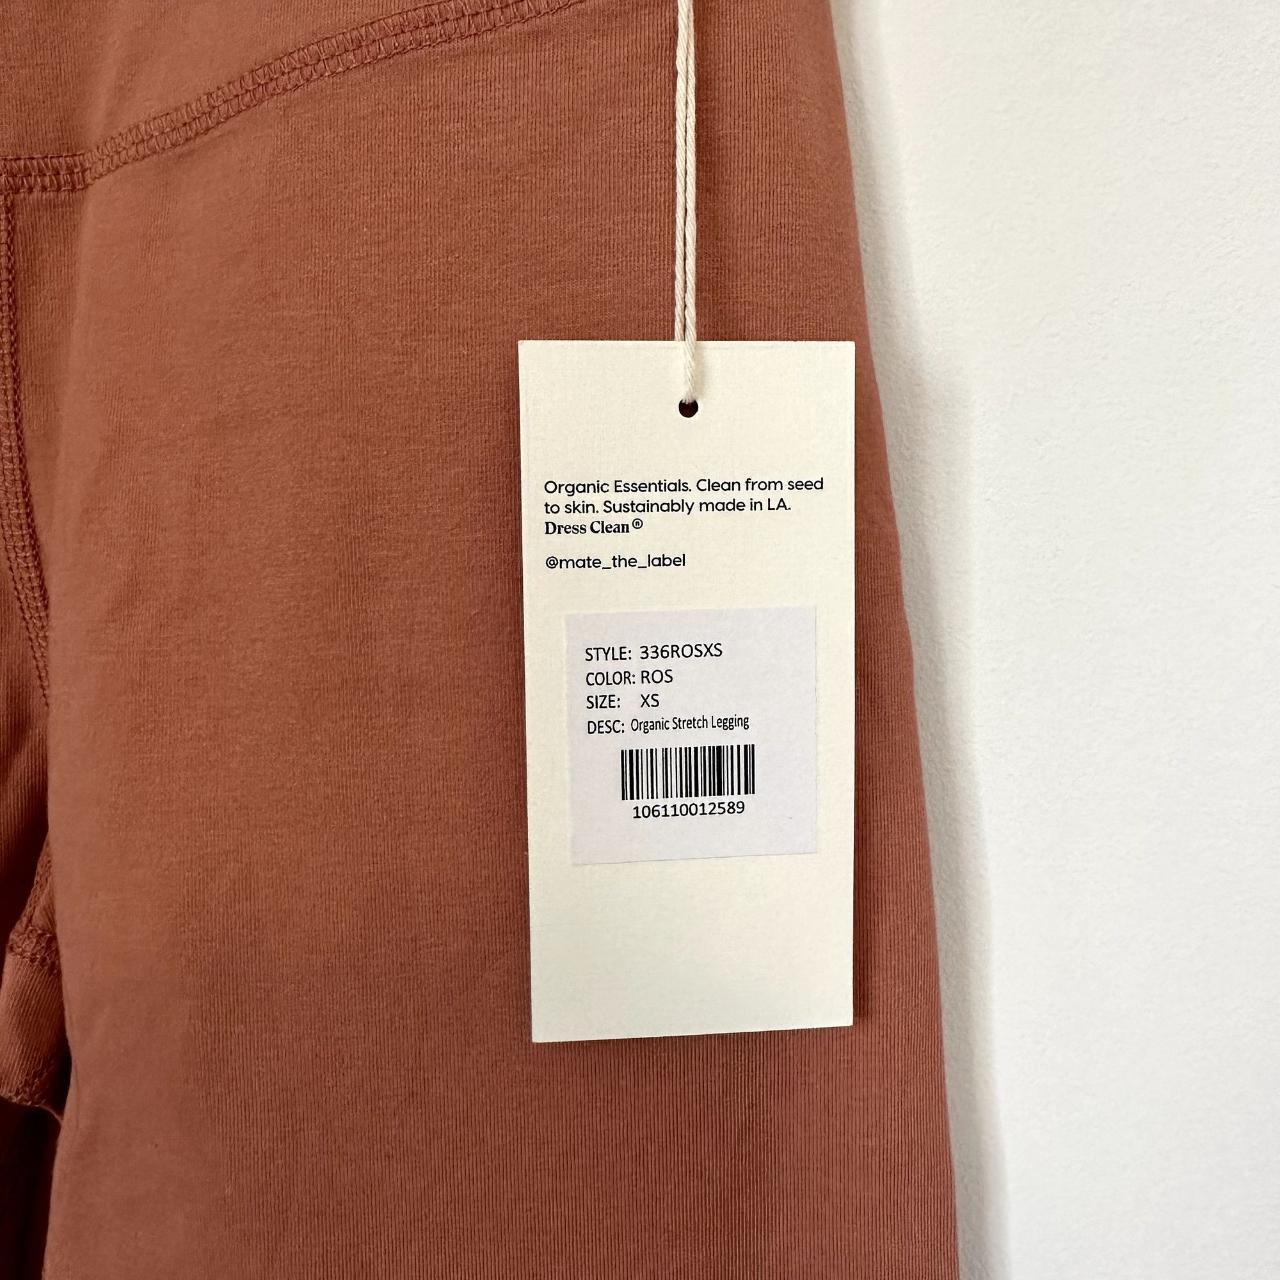 Organic Essentials. Clean from seed
to skin. Sustainably made in LA.
Dress Clean®
@mate_the_label
STYLE: 336ROSXS
COLOR: ROS
SIZE: XS
DESC: Organic Stretch Legging
106110012589